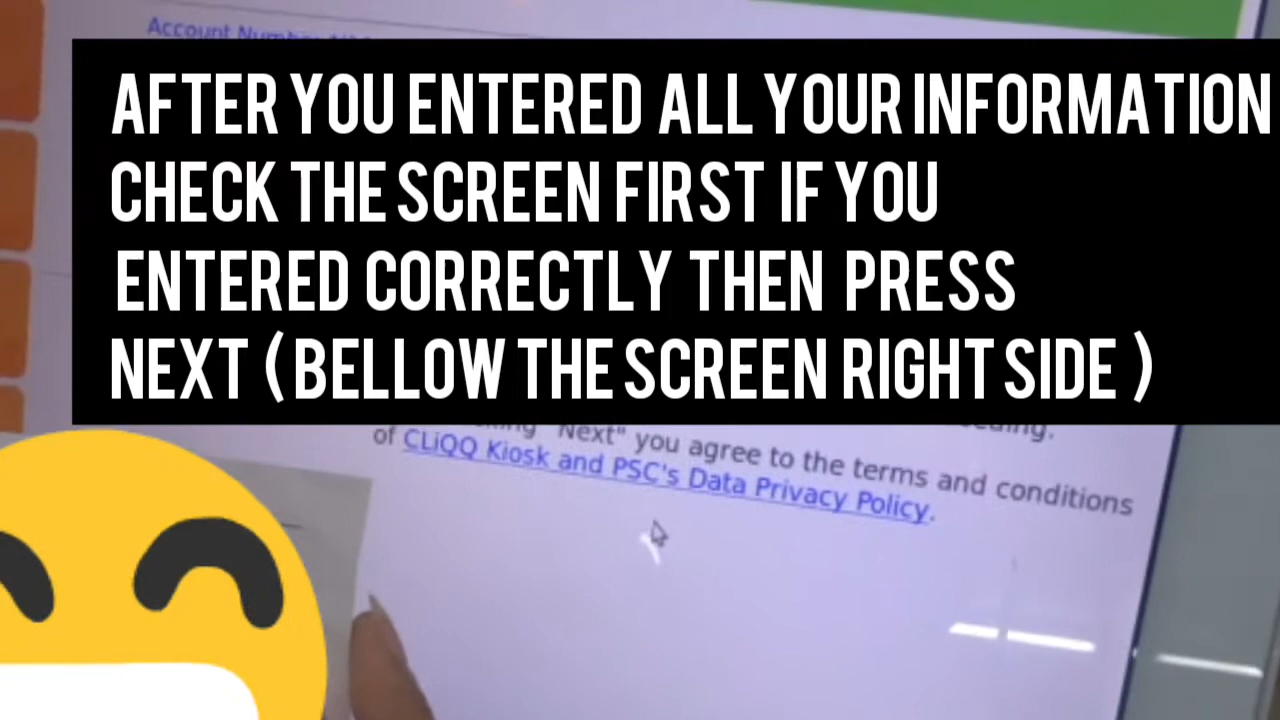 Account Number
AFTER YOU ENTERED ALL YOUR INFORMATION
CHECK THE SCREEN FIRST IF YOU
ENTERED CORRECTLY THEN PRESS
NEXT ( BELLOW THE SCREEN RIGHT SIDE )
"Next" you agree to the terms and conditions
of CLiQQ Kiosk and PSC's Data Privacy Policy.